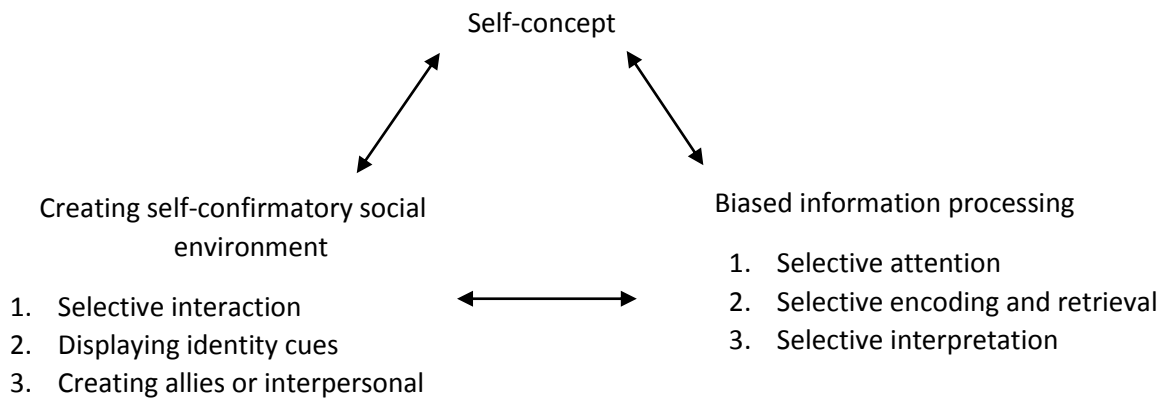 Self-concept
Creating self-confirmatory social
environment
1. Selective interaction
2. Displaying identity cues
3. Creating allies or interpersonal
Biased information processing
1. Selective attention
2. Selective encoding and retrieval
3. Selective interpretation